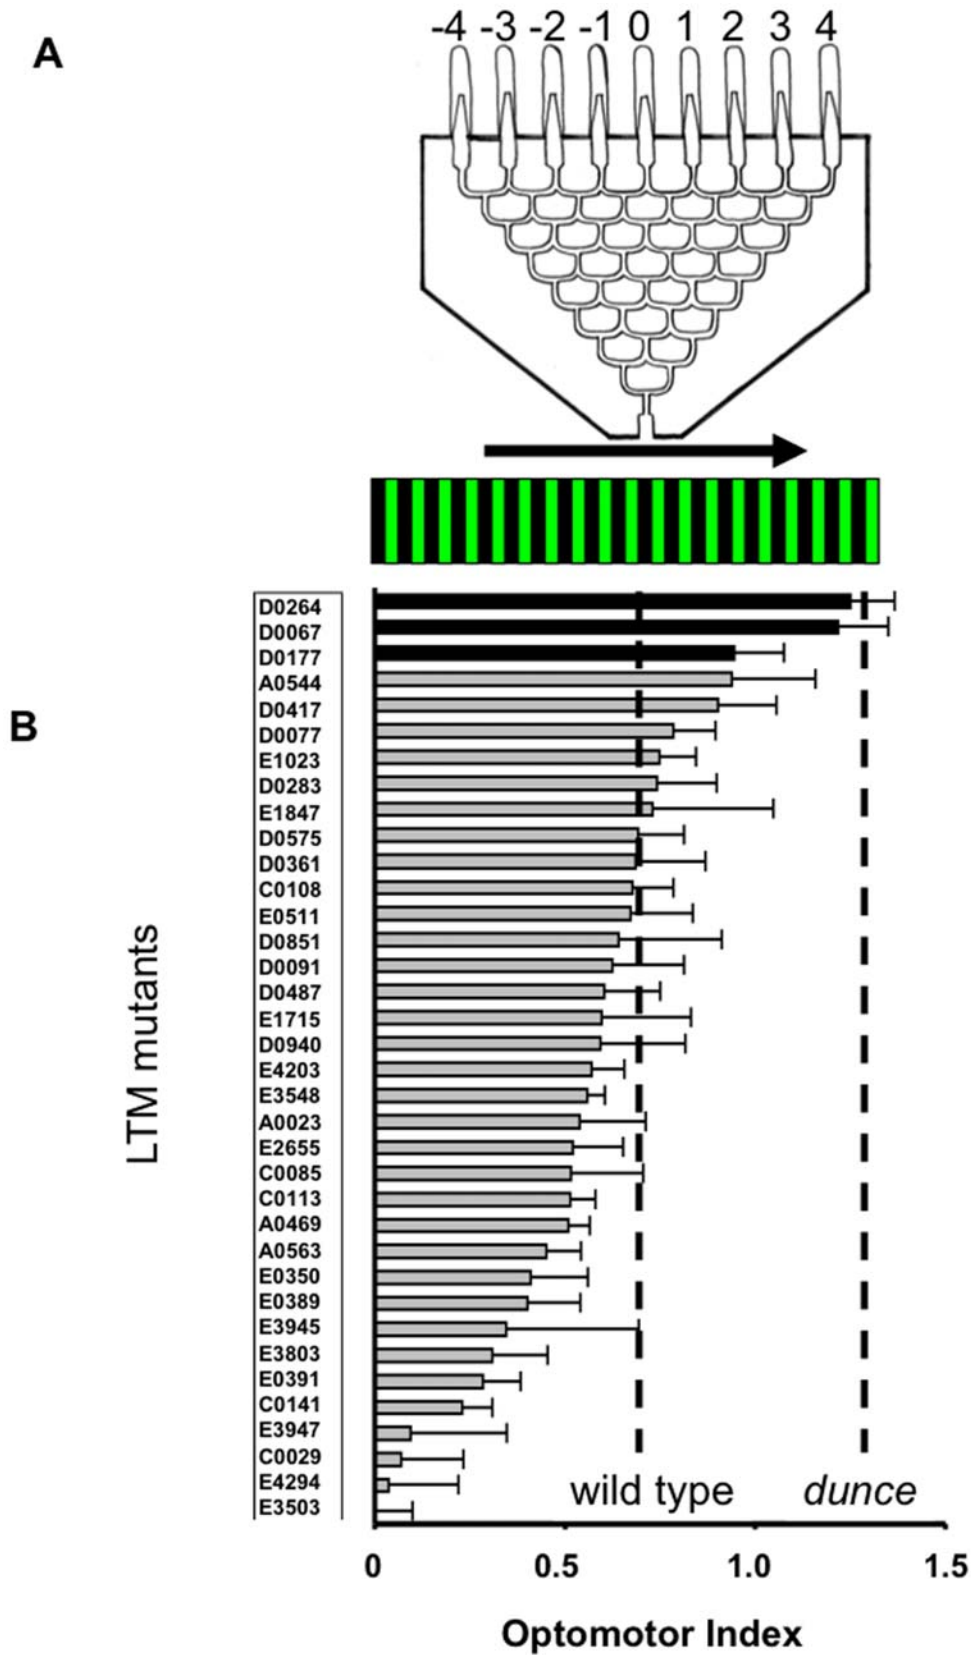 A
-4 -3 -2 -1 0 1 2 3 4
B
LTM mutants
D0264
D0067
D0177
A0544
D0417
D0077
E1023
D0283
E1847
D0575
D0361
C0108
E0511
D0851
D0091
D0487
E1715
D0940
E4203
E3548
A0023
E2655
C0085
C0113
A0469
A0563
E0350
E0389
E3945
E3803
E0391
C0141
E3947
C0029
E4294
E3503
wild type dunce
0 0.5 1.0 1.5
Optomotor Index